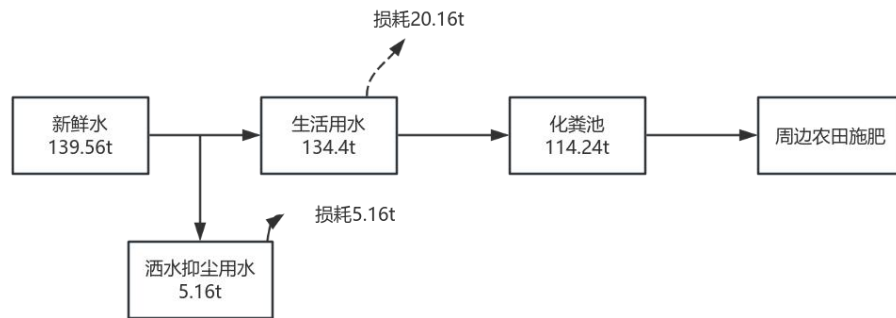 损耗20.16t
新鲜水
139.56t
生活用水
134.4t
化粪池
114.24t
周边农田施肥
损耗5.16t
洒水抑尘用水
5.16t